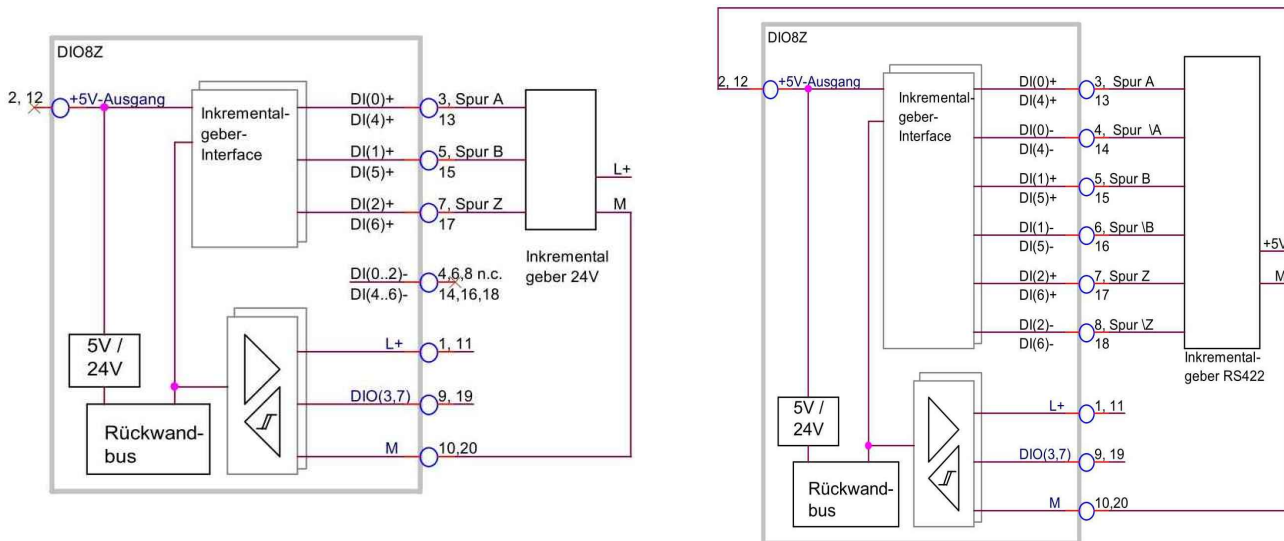 DIO8Z
2, 12
+5V-Ausgang
Inkremental-
geber-
Interface
DI(0)+
DI(4)+
3, Spur A
13
DI(1)+
DI(5)+
5, Spur B
15
DI(2)+
DI(6)+
7, Spur Z
17
L+
M
Inkremental
geber 24V
DI(0..2)-
DI(4..6)-
4,6,8 n.c.
14,16,18
5V /
24V
L+
1, 11
DIO(3,7)
9, 19
Rückwand-
bus
M
10,20
DIO8Z
2, 12
+5V-Ausgang
Inkremental-
geber-
Interface
DI(0)+
DI(4)+
3, Spur A
13
DI(0)-
DI(4)-
4, Spur \A
14
DI(1)+
DI(5)+
5, Spur B
15
DI(1)-
DI(5)-
6, Spur \B
16
DI(2)+
DI(6)+
7, Spur Z
17
DI(2)-
DI(6)-
8, Spur \Z
18
+5V
M
Inkremental-
geber RS422
5V /
24V
L+
1, 11
DIO(3,7)
9, 19
Rückwand-
bus
M
10,20